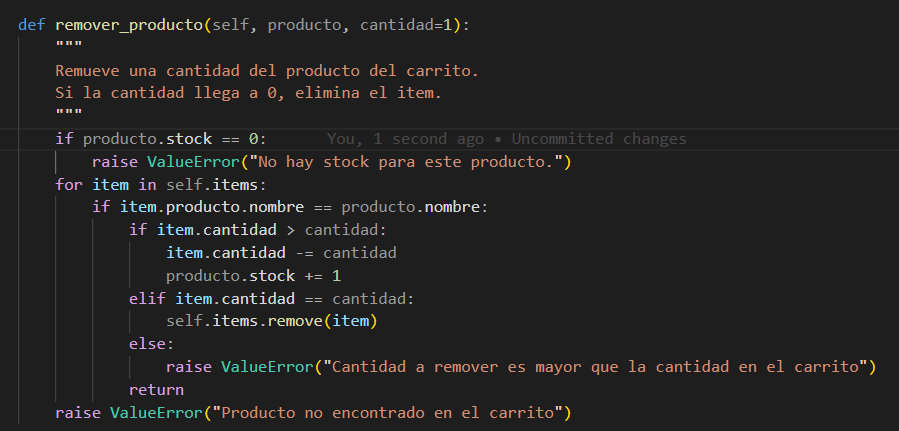 def remover_producto(self, producto, cantidad=1):
    """
    Remueve una cantidad del producto del carrito.
    Si la cantidad llega a 0, elimina el item.
    """
    if producto.stock == 0:        You, 1 second ago • Uncommitted changes
        raise ValueError("No hay stock para este producto.")
    for item in self.items:
        if item.producto.nombre == producto.nombre:
            if item.cantidad > cantidad:
                item.cantidad -= cantidad
                producto.stock += 1
            elif item.cantidad == cantidad:
                self.items.remove(item)
            else:
                raise ValueError("Cantidad a remover es mayor que la cantidad en el carrito")
            return
    raise ValueError("Producto no encontrado en el carrito")